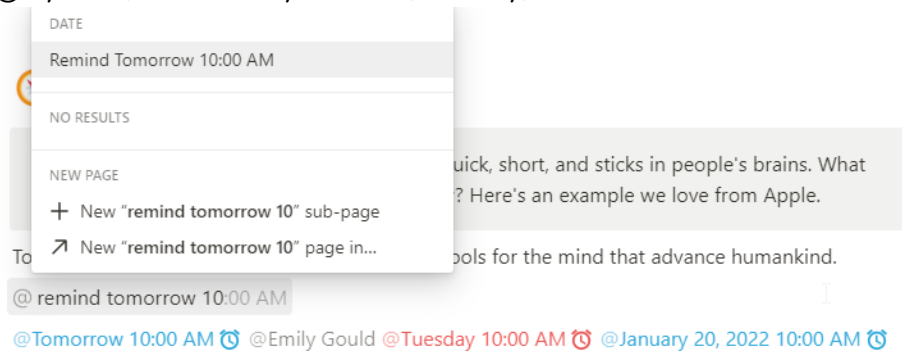 DATE
Remind Tomorrow 10:00 AM
NO RESULTS
NEW PAGE
+ New "remind tomorrow 10" sub-page
New "remind tomorrow 10" page in...
uick, short, and sticks in people's brains. What
? Here's an example we love from Apple.
To
ools for the mind that advance humankind.
@ remind tomorrow 10:00 AM
@Tomorrow 10:00 AM @Emily Gould @Tuesday 10:00 AM @January 20, 2022 10:00 AM